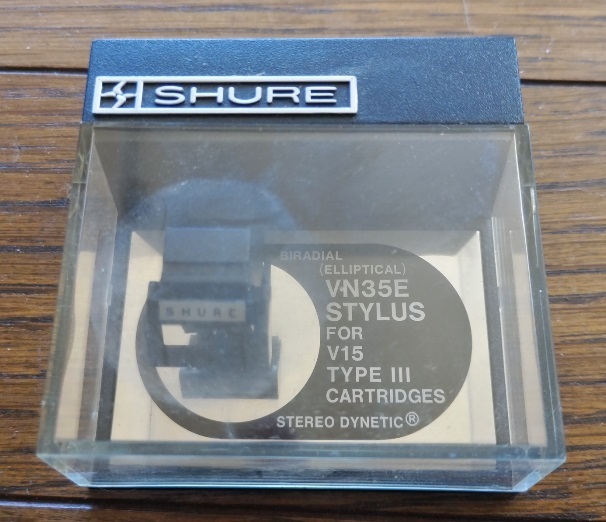 SHURE
SHURE
BIRADIAL
(ELLIPTICAL)
VN35E
STYLUS
FOR
V15
TYPE III
CARTRIDGES
STEREO DYNETIC®